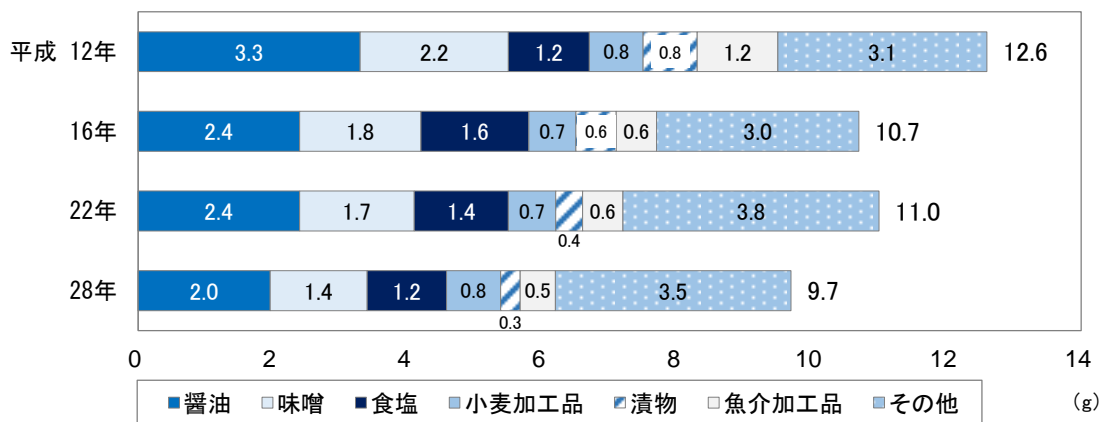 平成 12年 3.3 2.2 1.2 0.8 0.8 1.2 3.1 12.6
16年 2.4 1.8 1.6 0.7 0.6 0.6 3.0 10.7
22年 2.4 1.7 1.4 0.7 0.6 3.8 11.0
0.4
28年 2.0 1.4 1.2 0.8 0.5 3.5 9.7
0.3
0 2 4 6 8 10 12 14
醤油 味噌 食塩 小麦加工品 漬物 魚介加工品 その他 (g)